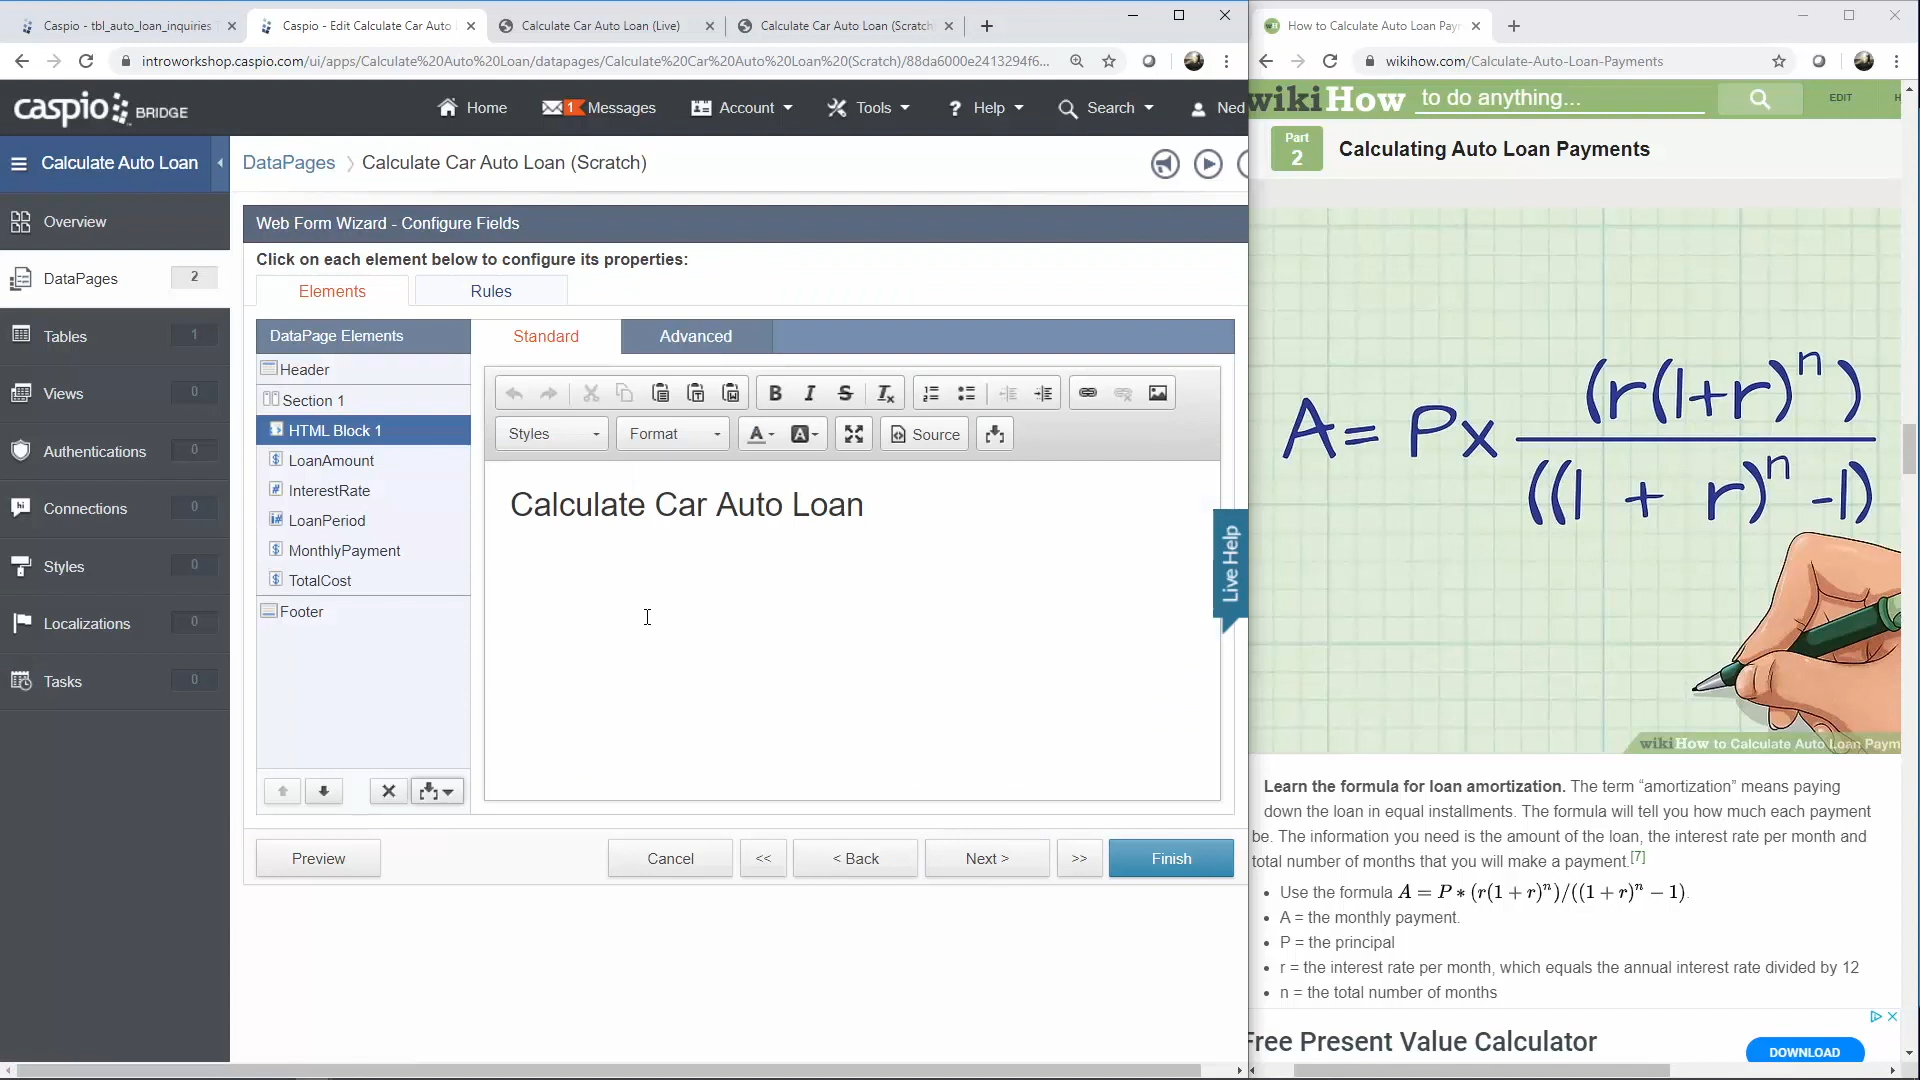 Caspio - tbl_auto_loan_inquiries
Caspio - Edit Calculate Car Auto
Calculate Car Auto Loan (Live)
Calculate Car Auto Loan (Scratch
introworkshop.caspio.com/ui/apps/Calculate%20Auto%20Loan/datapages/Calculate%20Car%20Auto%20Loan%20(Scratch)/88da6000e2413294f6...
caspio BRIDGE
Home
1 Messages
Account
Tools
? Help
Search
Ned
Calculate Auto Loan
DataPages
Calculate Car Auto Loan (Scratch)
Overview
DataPages 2
Tables 1
Views 0
Authentications 0
Connections 0
Styles 0
Localizations 0
Tasks 0
Web Form Wizard - Configure Fields
Click on each element below to configure its properties:
Elements
Rules
DataPage Elements
Standard
Advanced
Header
Section 1
HTML Block 1
LoanAmount
InterestRate
LoanPeriod
MonthlyPayment
TotalCost
Footer
Styles
Format
Source
Calculate Car Auto Loan
Live Help
Preview
Cancel
<<
< Back
Next >
>>
Finish
How to Calculate Auto Loan Pay
wikihow.com/Calculate-Auto-Loan-Payments
wikiHow to do anything...
EDIT
Part 2
Calculating Auto Loan Payments
A= Px (r(1+r)^n) / ((1 + r)^n -1)
wikiHow to Calculate Auto Loan Paym
Learn the formula for loan amortization. The term “amortization” means paying
down the loan in equal installments. The formula will tell you how much each payment
be. The information you need is the amount of the loan, the interest rate per month and
total number of months that you will make a payment.[7]
• Use the formula A = P * (r(1 + r)^n)/((1 + r)^n − 1).
• A = the monthly payment.
• P = the principal
• r = the interest rate per month, which equals the annual interest rate divided by 12
• n = the total number of months
Free Present Value Calculator
DOWNLOAD